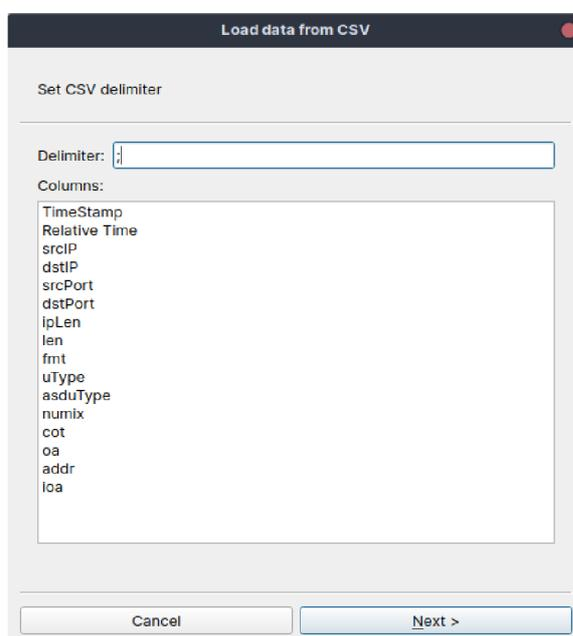 Load data from CSV
Set CSV delimiter
Delimiter: ;
Columns:
TimeStamp
Relative Time
srcIP
dstIP
srcPort
dstPort
ipLen
len
fmt
uType
asduType
numix
cot
oa
addr
ioa
Cancel
Next >